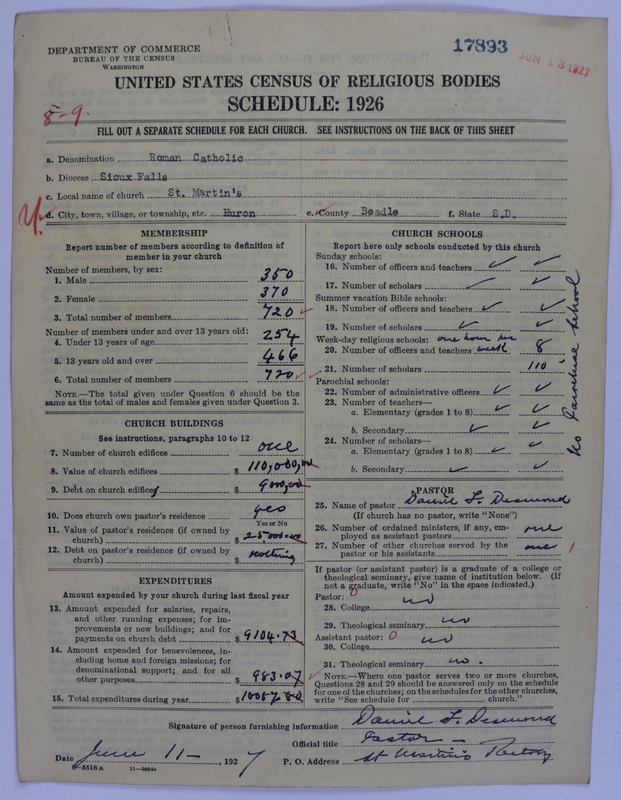 DEPARTMENT OF COMMERCE
BUREAU OF THE CENSUS
WASHINGTON
17893
JUN 13 1927
UNITED STATES CENSUS OF RELIGIOUS BODIES
SCHEDULE: 1926
8-9.
FILL OUT A SEPARATE SCHEDULE FOR EACH CHURCH. SEE INSTRUCTIONS ON THE BACK OF THIS SHEET
a. Denomination Roman Catholic
b. Diocese Sioux Falls
c. Local name of church St. Martin's
d. City, town, village, or township, etc. Huron e. County Beadle f. State S.D.
MEMBERSHIP
Report number of members according to definition of
member in your church
Number of members, by sex:
1. Male 350
2. Female 370
3. Total number of members 720
Number of members under and over 13 years old:
4. Under 13 years of age 254
5. 13 years old and over 466
6. Total number of members 720
NOTE.—The total given under Question 6 should be
same as the total of males and females given under Question 3.
CHURCH BUILDINGS
See instructions, paragraphs 10 to 12
7. Number of church edifices one
8. Value of church edifices $ 110,000,00
9. Debt on church edifices $ 9000,00
10. Does church own pastor's residence yes
Yes or No
11. Value of pastor's residence (if owned by
church) $ 25000.00
12. Debt on pastor's residence (if owned by
church) $ nothing
EXPENDITURES
Amount expended by your church during last fiscal year
13. Amount expended for salaries, repairs,
and other running expenses; for im-
provements or new buildings; and for
payments on church debt $ 9104.73
14. Amount expended for benevolences, in-
cluding home and foreign missions; for
denominational support; and for all
other purposes $ 983.07
15. Total expenditures during year $ 10087.80
CHURCH SCHOOLS
Report here only schools conducted by this church
Sunday schools:
16. Number of officers and teachers
17. Number of scholars
Summer vacation Bible schools:
18. Number of officers and teachers
19. Number of scholars
Week-day religious schools: one hour per
20. Number of officers and teachers week 8
21. Number of scholars 110
Parochial schools:
22. Number of administrative officers
23. Number of teachers—
a. Elementary (grades 1 to 8)
b. Secondary
24. Number of scholars—
a. Elementary (grades 1 to 8)
b. Secondary
No Parochial School
PASTOR
25. Name of pastor Daniel F. Desmond
(If church has no pastor, write "None")
26. Number of ordained ministers, if any, em-
ployed as assistant pastors one
27. Number of other churches served by the
pastor or his assistants one 1
If pastor (or assistant pastor) is a graduate of a college or
theological seminary, give name of institution below. (If
not a graduate, write "No" in the space indicated.)
Pastor: 0
28. College no
29. Theological seminary no
Assistant pastor: 0
30. College no
31. Theological seminary no.
NOTE.—Where one pastor serves two or more churches,
Questions 28 and 29 should be answered only on the schedule
for one of the churches; on the schedules for the other churches,
write "See schedule for church."
Signature of person furnishing information Daniel F. Desmond
Official title Pastor
Date June 11 — 1927 P. O. Address St Martins Rectory
8-5518a 11-9054c